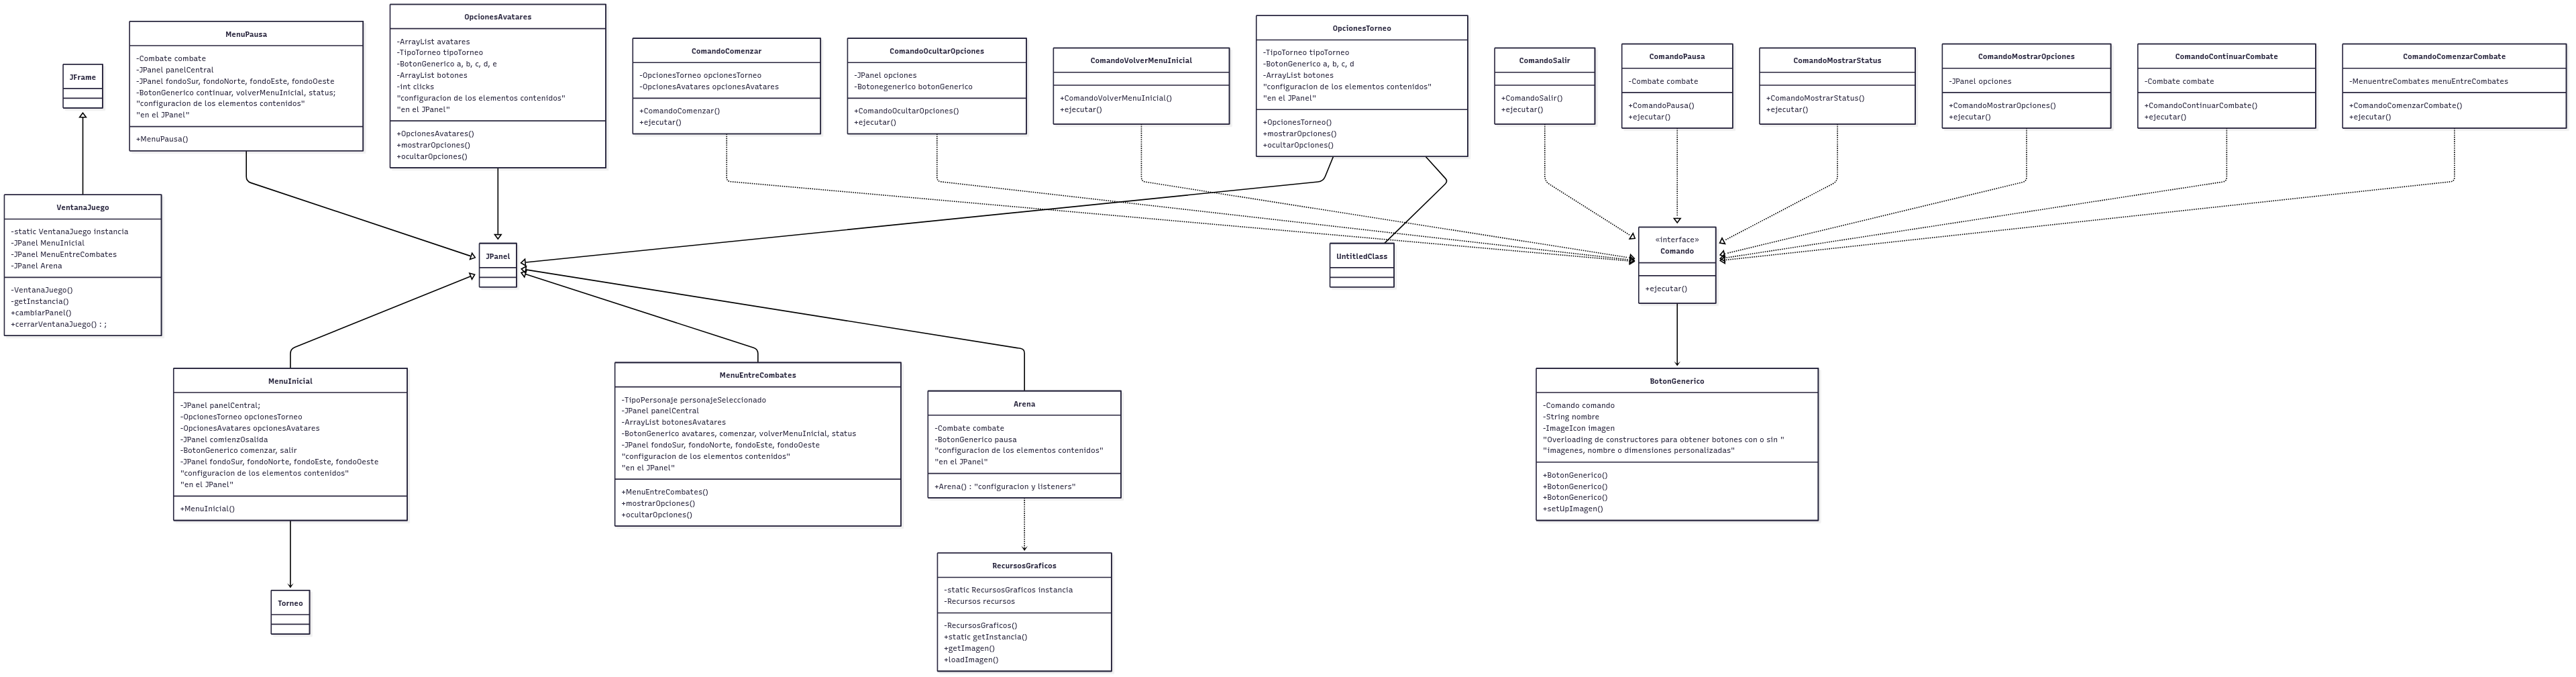 JFrame
MenuPausa
-Combate combate
-JPanel panelCentral
-JPanel fondoSur, fondoNorte, fondoEste, fondoOeste
-BotonGenerico continuar, volverMenuInicial, status;
"configuracion de los elementos contenidos"
"en el JPanel"
+MenuPausa()
OpcionesAvatares
-ArrayList avatares
-TipoTorneo tipoTorneo
-BotonGenerico a, b, c, d, e
-ArrayList botones
-int clicks
"configuracion de los elementos contenidos"
"en el JPanel"
+OpcionesAvatares()
+mostrarOpciones()
+ocultarOpciones()
ComandoComenzar
-OpcionesTorneo opcionesTorneo
-OpcionesAvatares opcionesAvatares
+ComandoComenzar()
+ejecutar()
ComandoOcultarOpciones
-JPanel opciones
-Botonegenerico botonGenerico
+ComandoOcultarOpciones()
+ejecutar()
ComandoVolverMenuInicial
+ComandoVolverMenuInicial()
+ejecutar()
OpcionesTorneo
-TipoTorneo tipoTorneo
-BotonGenerico a, b, c, d
-ArrayList botones
"configuracion de los elementos contenidos"
"en el JPanel"
+OpcionesTorneo()
+mostrarOpciones()
+ocultarOpciones()
ComandoSalir
+ComandoSalir()
+ejecutar()
ComandoPausa
-Combate combate
+ComandoPausa()
+ejecutar()
ComandoMostrarStatus
+ComandoMostrarStatus()
+ejecutar()
ComandoMostrarOpciones
-JPanel opciones
+ComandoMostrarOpciones()
+ejecutar()
ComandoContinuarCombate
-Combate combate
+ComandoContinuarCombate()
+ejecutar()
ComandoComenzarCombate
-MenuentreCombates menuEntreCombates
+ComandoComenzarCombate()
+ejecutar()
VentanaJuego
-static VentanaJuego instancia
-JPanel MenuInicial
-JPanel MenuEntreCombates
-JPanel Arena
-VentanaJuego()
-getInstancia()
+cambiarPanel()
+cerrarVentanaJuego() : ;
JPanel
UntitledClass
«interface»
Comando
+ejecutar()
MenuInicial
-JPanel panelCentral;
-OpcionesTorneo opcionesTorneo
-OpcionesAvatares opcionesAvatares
-JPanel comienzOsalida
-BotonGenerico comenzar, salir
-JPanel fondoSur, fondoNorte, fondoEste, fondoOeste
"configuracion de los elementos contenidos"
"en el JPanel"
+MenuInicial()
MenuEntreCombates
-TipoPersonaje personajeSeleccionado
-JPanel panelCentral
-ArrayList botonesAvatares
-BotonGenerico avatares, comenzar, volverMenuInicial, status
-JPanel fondoSur, fondoNorte, fondoEste, fondoOeste
"configuracion de los elementos contenidos"
"en el JPanel"
+MenuEntreCombates()
+mostrarOpciones()
+ocultarOpciones()
Arena
-Combate combate
-BotonGenerico pausa
"configuracion de los elementos contenidos"
"en el JPanel"
+Arena() : "configuracion y listeners"
BotonGenerico
-Comando comando
-String nombre
-ImageIcon imagen
"Overloading de constructores para obtener botones con o sin "
"imagenes, nombre o dimensiones personalizadas"
+BotonGenerico()
+BotonGenerico()
+BotonGenerico()
+setUpImagen()
Torneo
RecursosGraficos
-static RecursosGraficos instancia
-Recursos recursos
-RecursosGraficos()
+static getInstancia()
+getImagen()
+loadImagen()